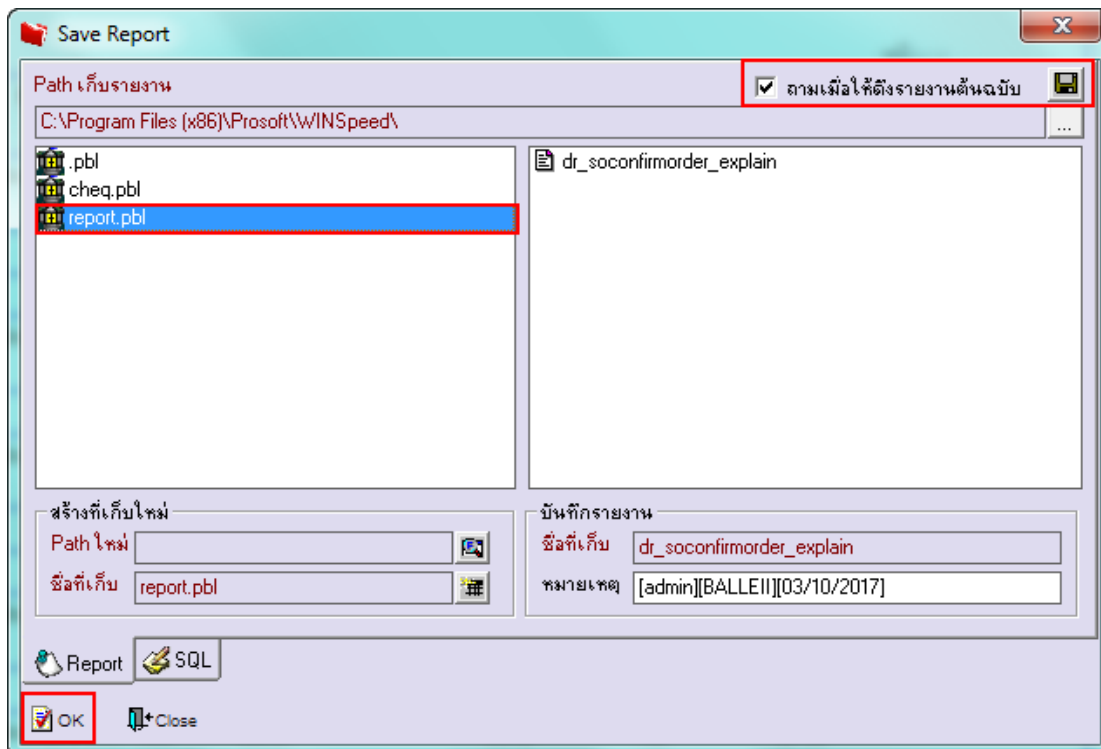 Save Report
Path เก็บรายงาน
ถามเมื่อให้ดึงรายงานต้นฉบับ
C:\Program Files (x86)\Prosoft\WINSpeed\
...
.pbl
cheq.pbl
report.pbl
dr_soconfirmorder_explain
สร้างที่เก็บใหม่
Path ใหม่
ชื่อที่เก็บ report.pbl
บันทึกรายงาน
ชื่อที่เก็บ dr_soconfirmorder_explain
หมายเหตุ [admin][BALLEII][03/10/2017]
Report SQL
OK Close